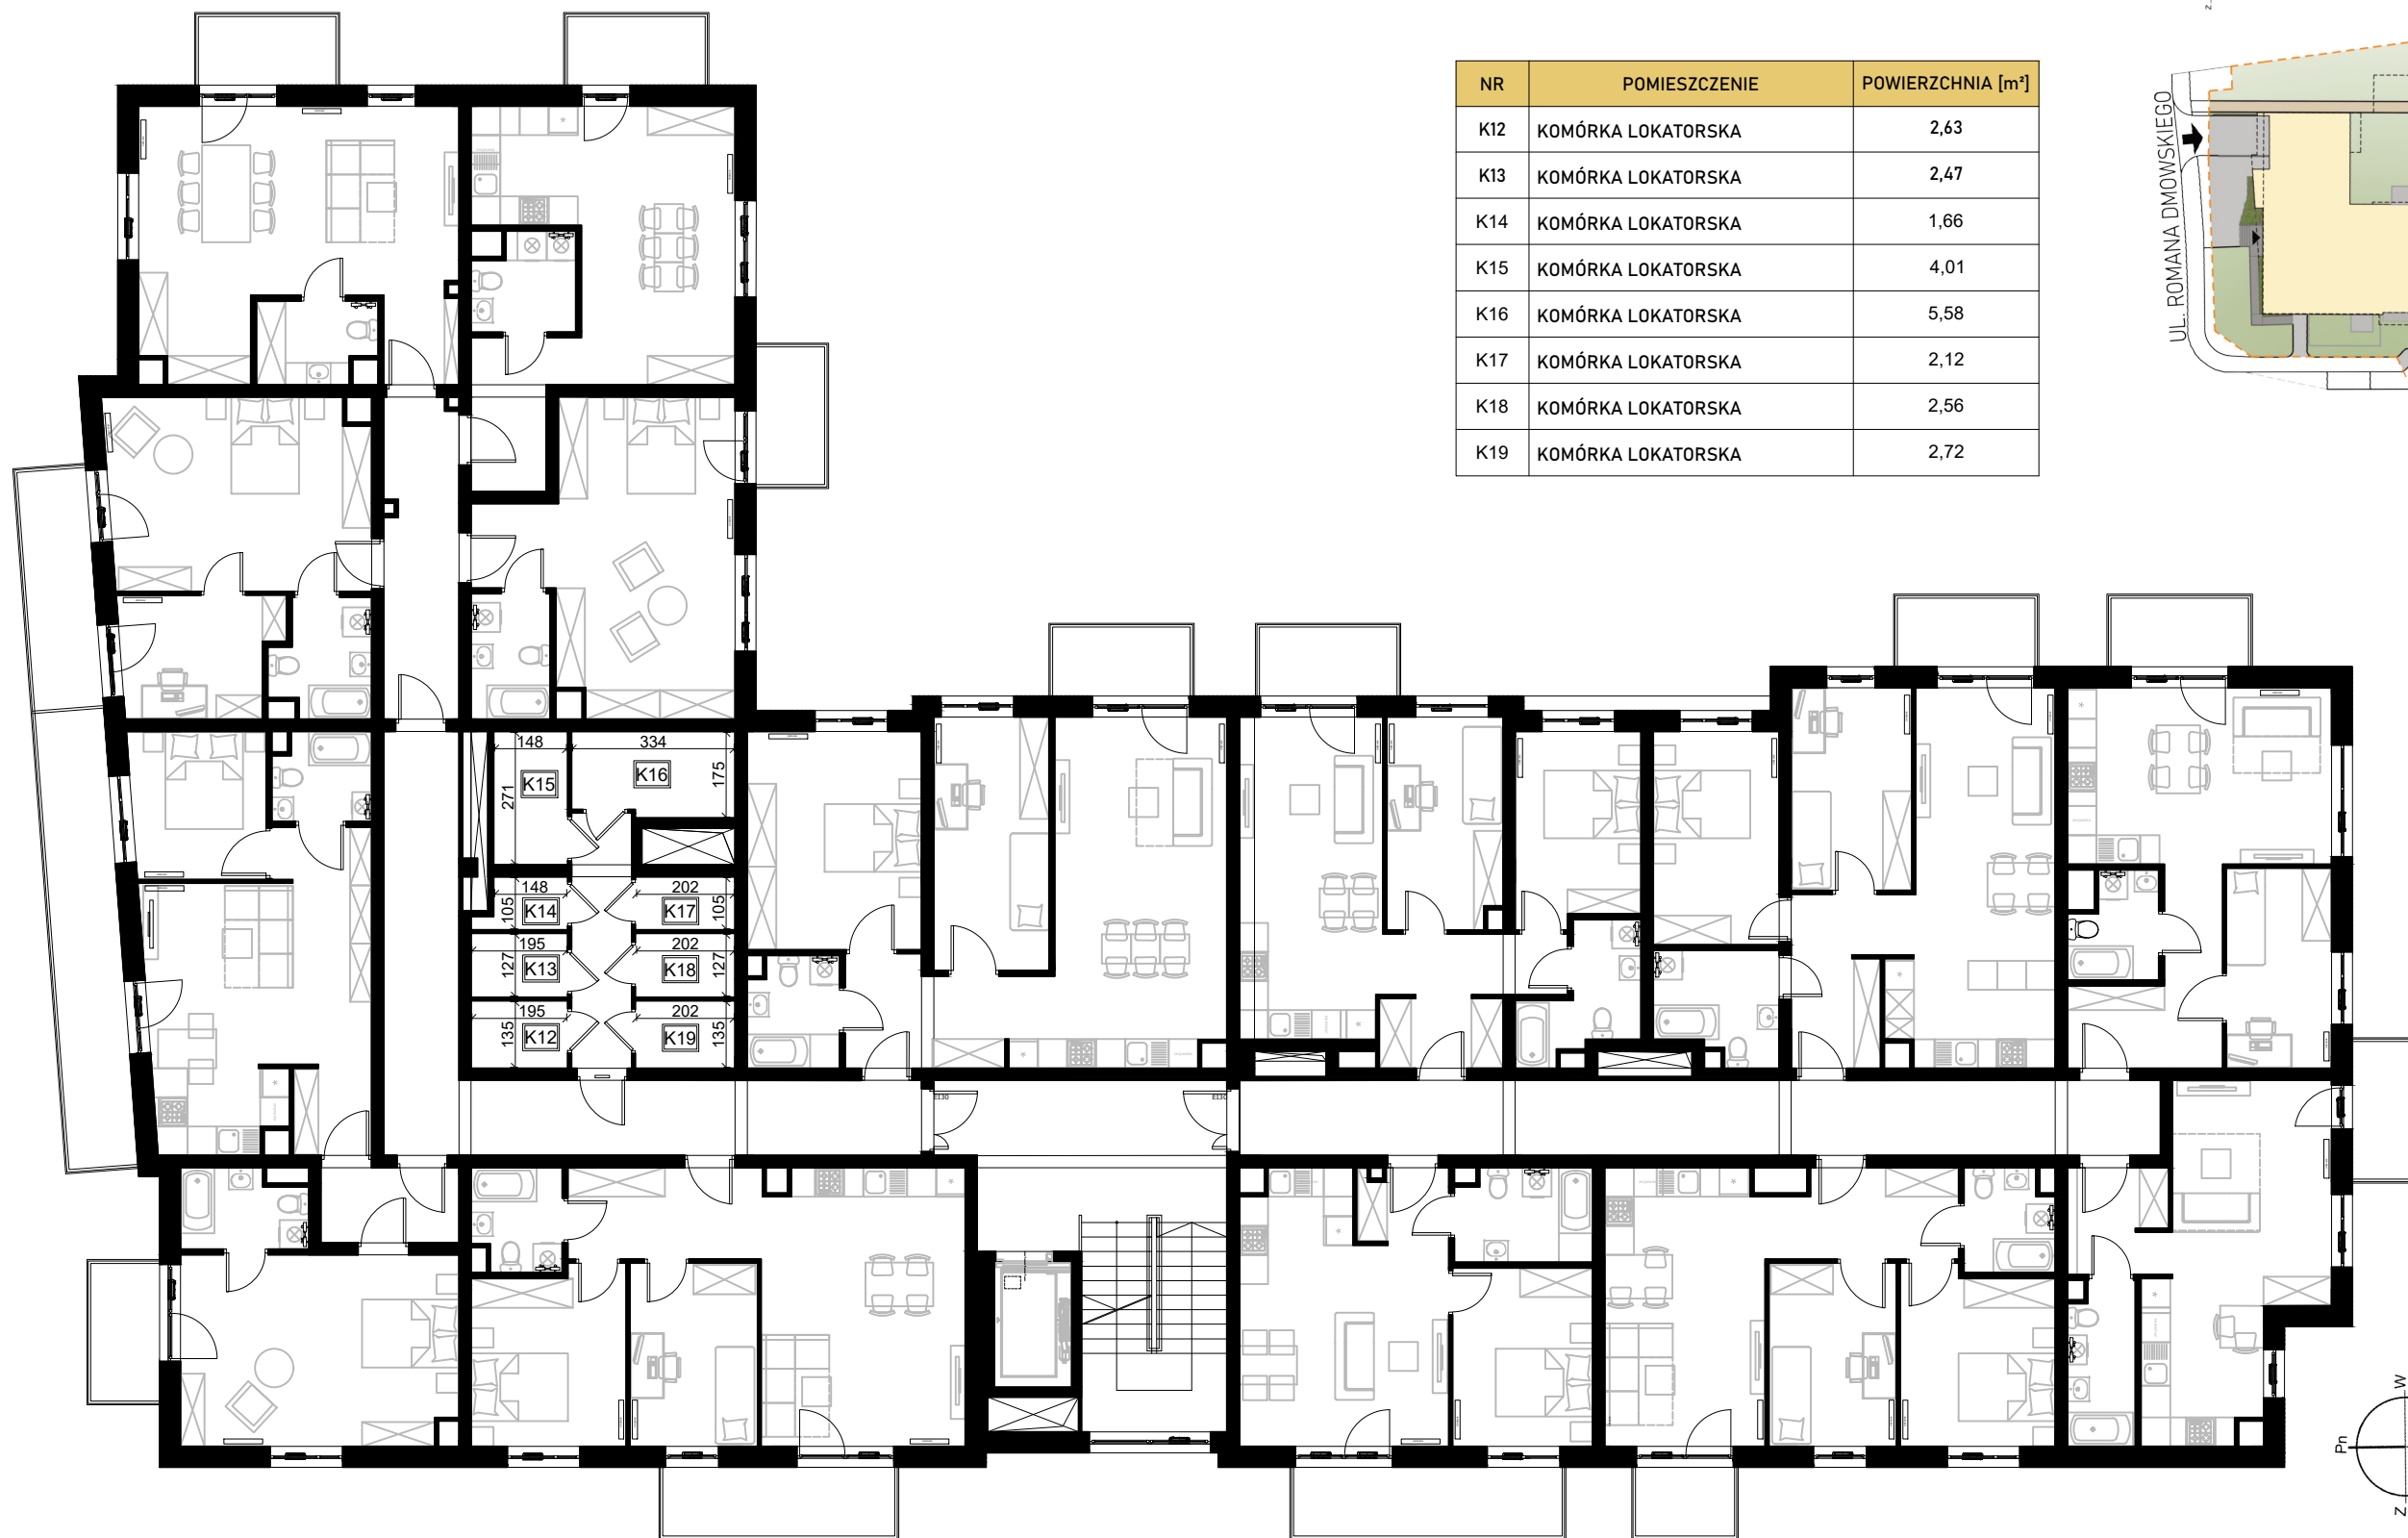 NR POMIESZCZENIE POWIERZCHNIA [m²]
K12 KOMÓRKA LOKATORSKA 2,63
K13 KOMÓRKA LOKATORSKA 2,47
K14 KOMÓRKA LOKATORSKA 1,66
K15 KOMÓRKA LOKATORSKA 4,01
K16 KOMÓRKA LOKATORSKA 5,58
K17 KOMÓRKA LOKATORSKA 2,12
K18 KOMÓRKA LOKATORSKA 2,56
K19 KOMÓRKA LOKATORSKA 2,72
UL. ROMANA DMOWSKIEGO
Z
148 334
K15 K16
271 175
148 202
105 K14 K17 105
195 202
127 K13 K18 127
195 202
135 K12 K19 135
EI30 EI30
W
Pn
Z